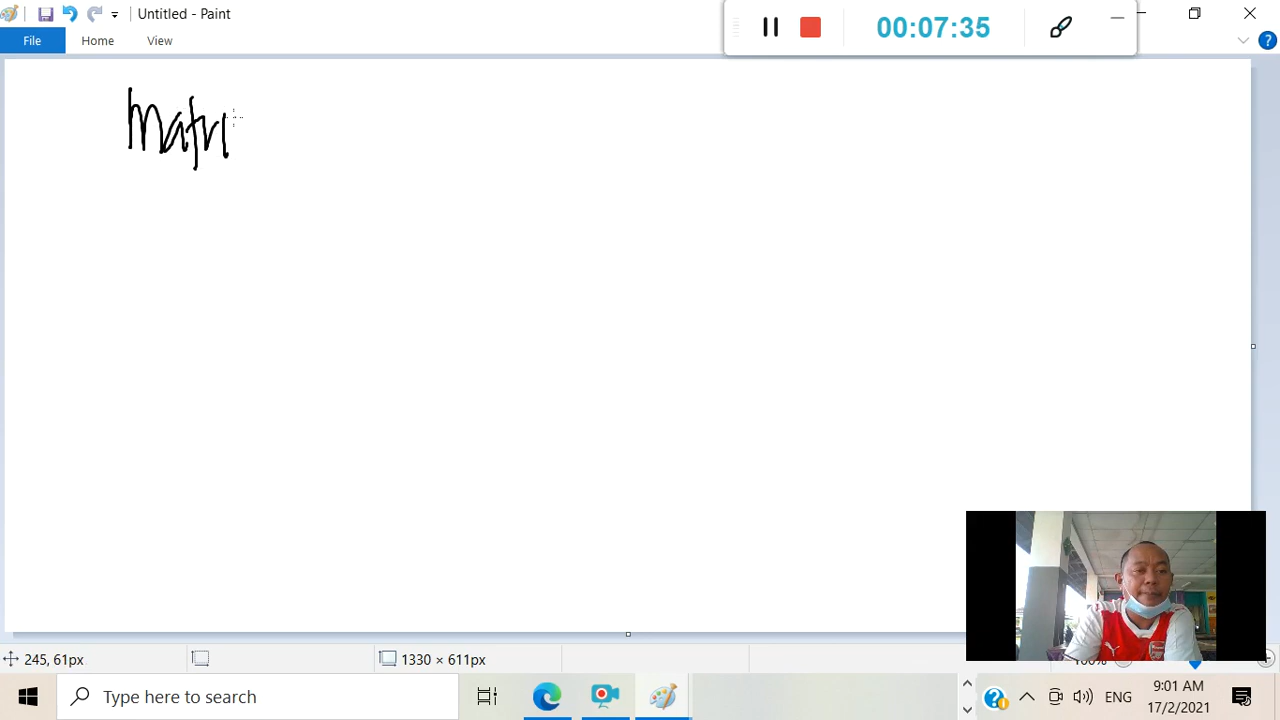 Untitled - Paint
00:07:35
File
Home
View
Matri
245, 61px
1330 × 611px
100%
Type here to search
ENG
9:01 AM
17/2/2021